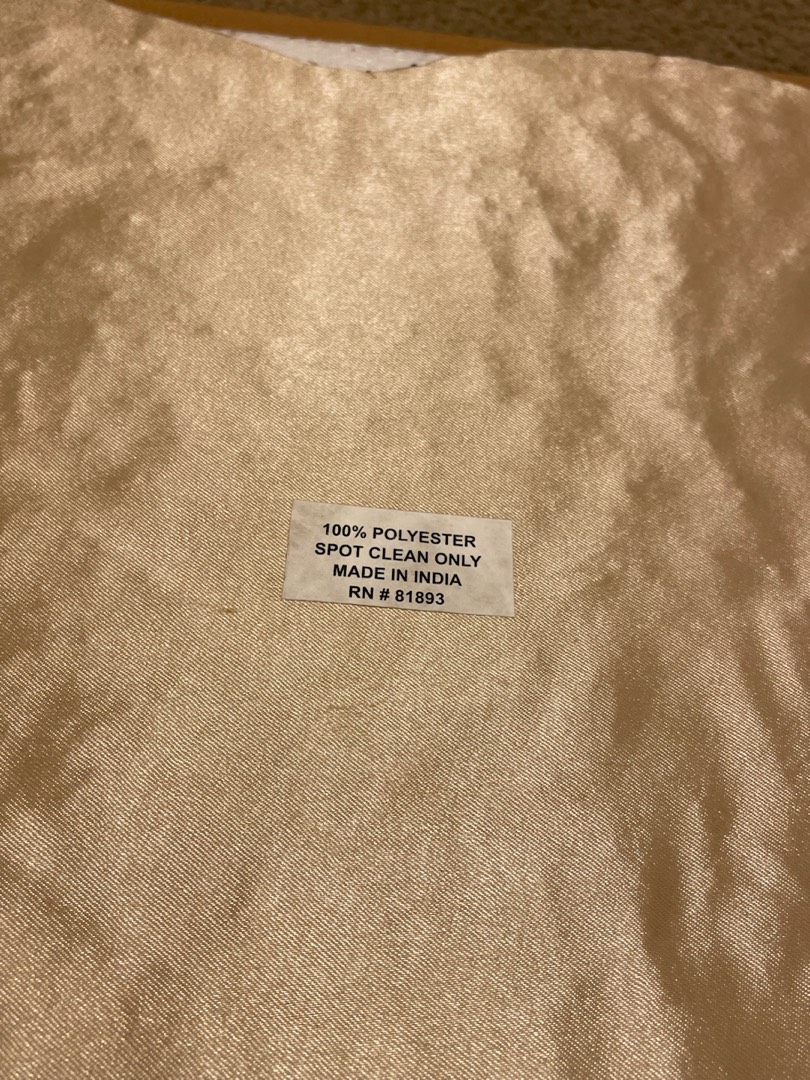 100% POLYESTER
SPOT CLEAN ONLY
MADE IN INDIA
RN # 81893